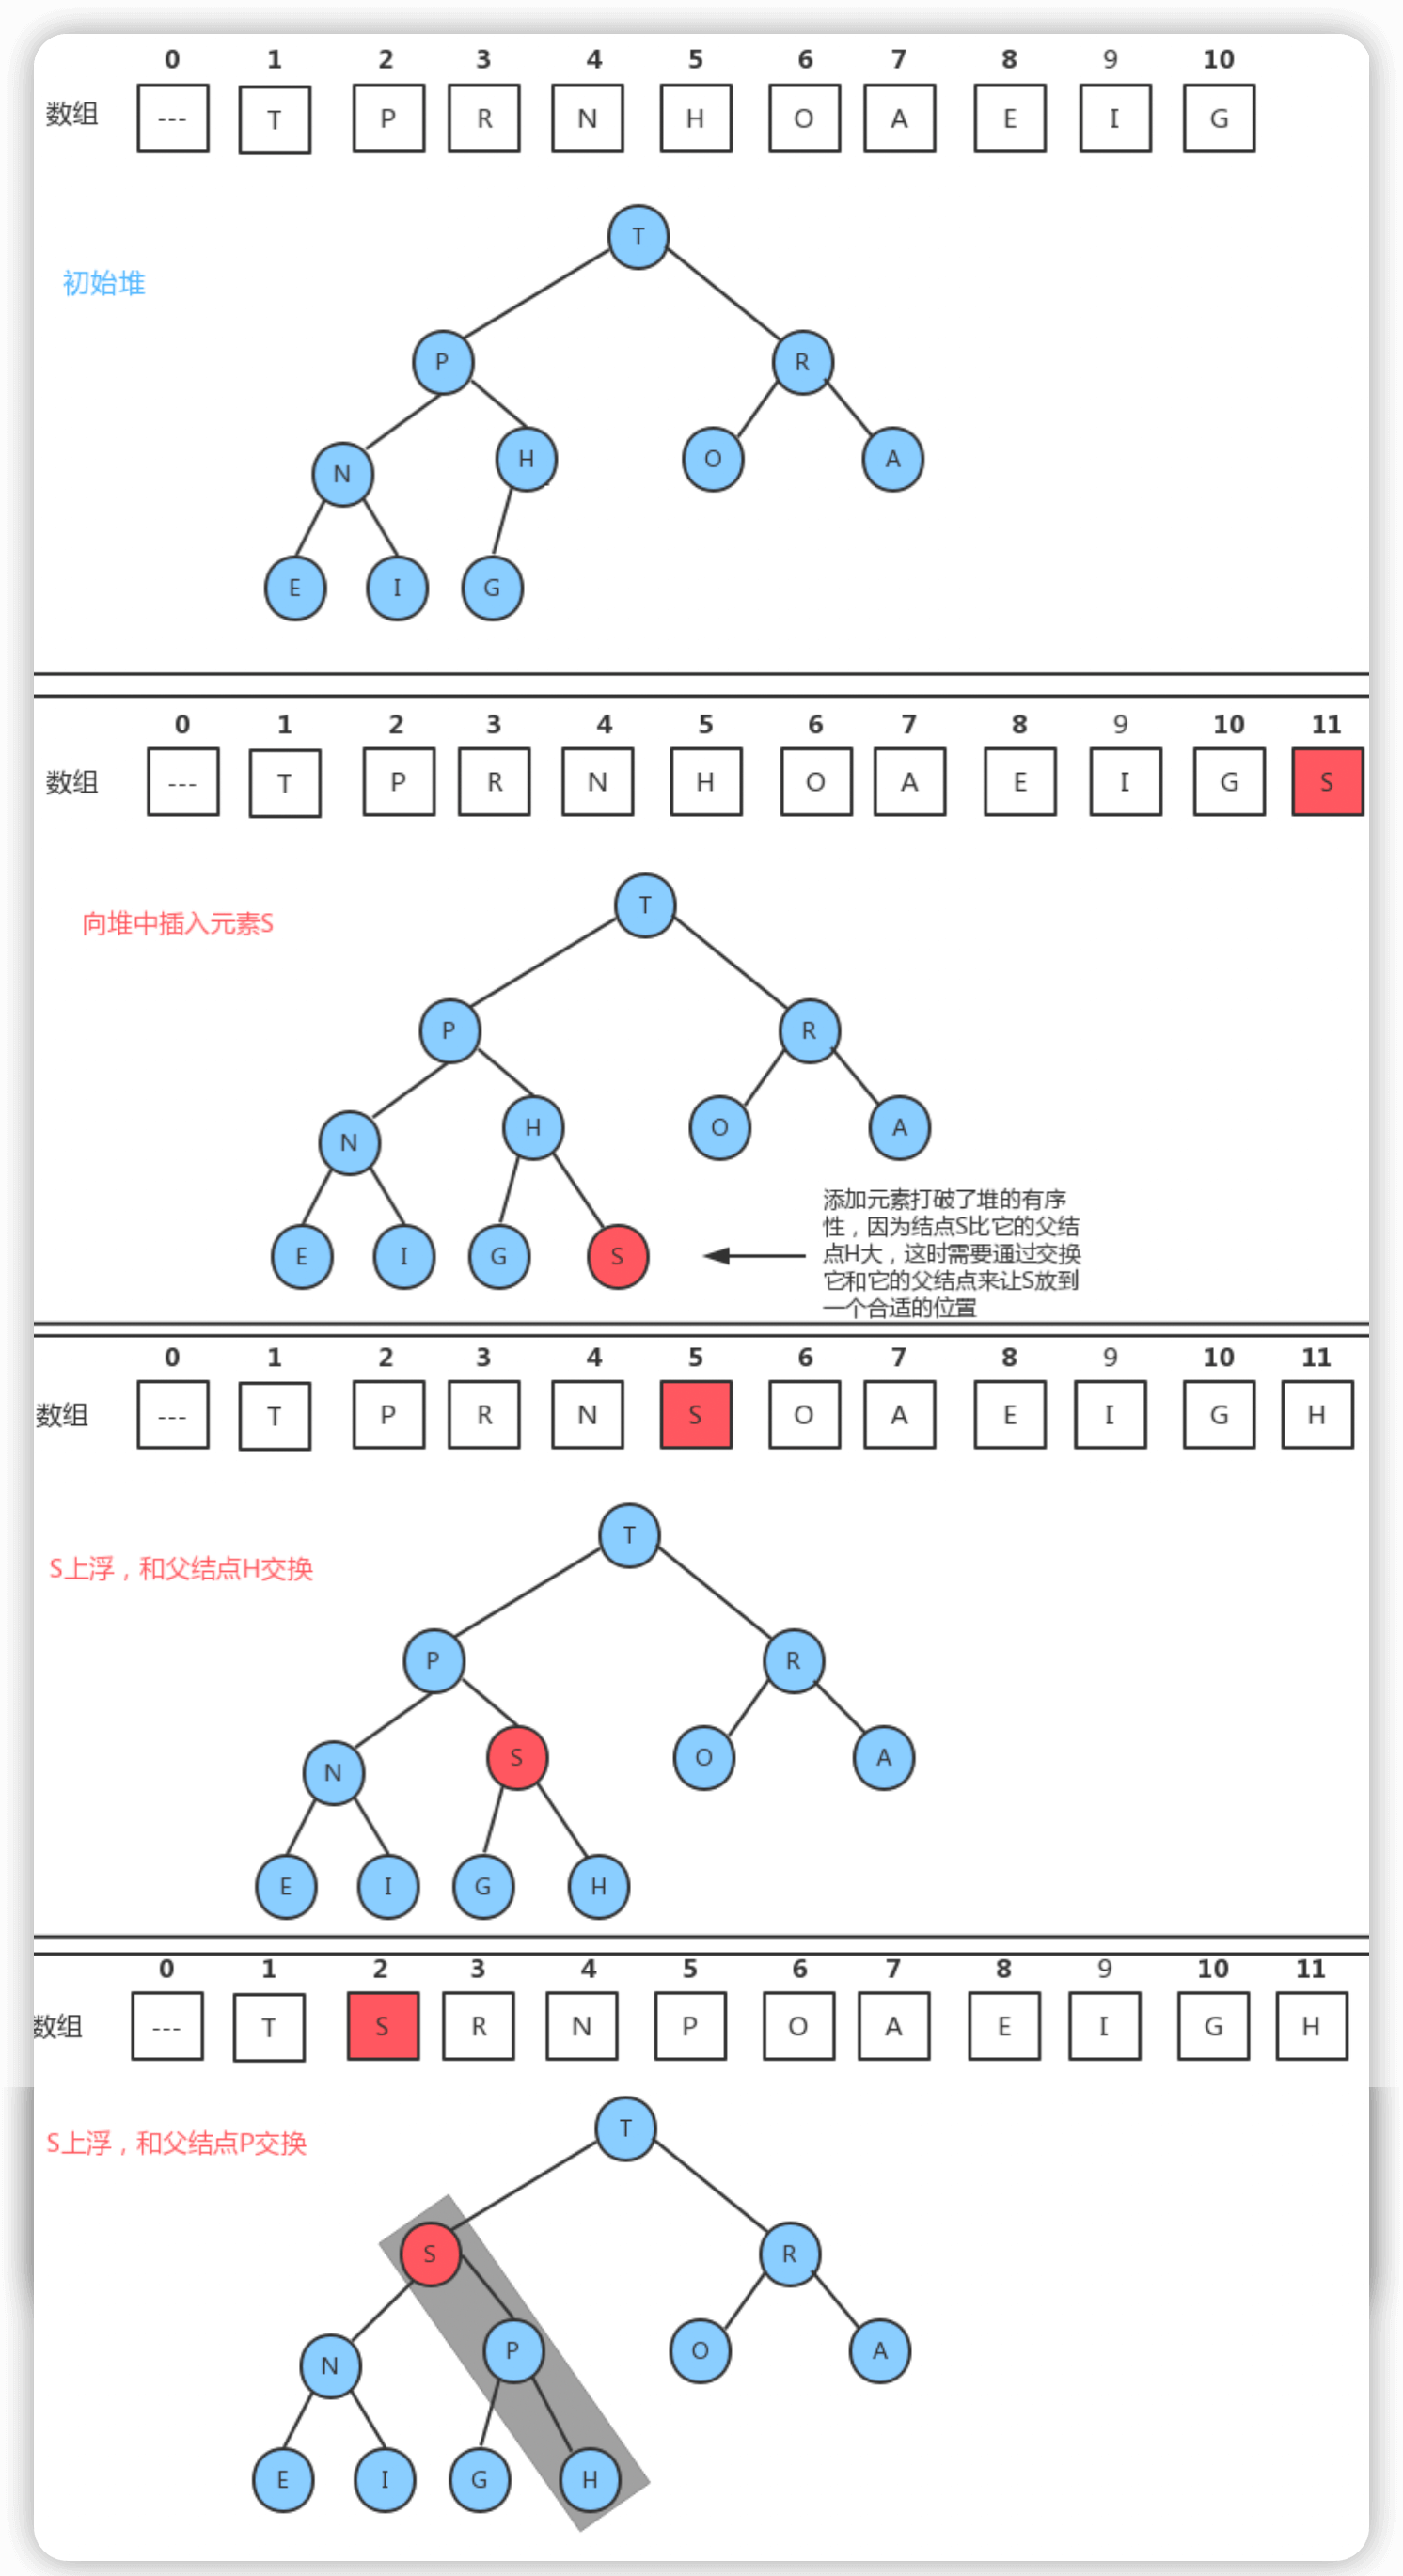 0 1 2 3 4 5 6 7 8 9 10
数组 --- T P R N H O A E I G
初始堆
T
P R
N H O A
E I G
0 1 2 3 4 5 6 7 8 9 10 11
数组 --- T P R N H O A E I G S
向堆中插入元素S
T
P R
N H O A
E I G S
添加元素打破了堆的有序
性，因为结点S比它的父结
点H大，这时需要通过交换
它和它的父结点来让S放到
一个合适的位置
0 1 2 3 4 5 6 7 8 9 10 11
数组 --- T P R N S O A E I G H
S上浮，和父结点H交换
T
P R
N S O A
E I G H
0 1 2 3 4 5 6 7 8 9 10 11
数组 --- T S R N P O A E I G H
S上浮，和父结点P交换
T
S R
N P O A
E I G H